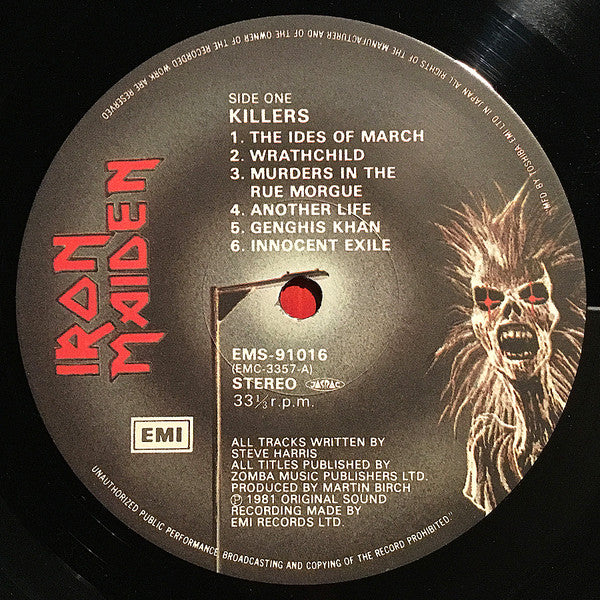 IRON
MAIDEN
SIDE ONE
KILLERS
1. THE IDES OF MARCH
2. WRATHCHILD
3. MURDERS IN THE
RUE MORGUE
4. ANOTHER LIFE
5. GENGHIS KHAN
6. INNOCENT EXILE
EMS-91016
(EMC-3357-A)
STEREO JASRAC
33⅓ r.p.m.
EMI
ALL TRACKS WRITTEN BY
STEVE HARRIS
ALL TITLES PUBLISHED BY
ZOMBA MUSIC PUBLISHERS LTD.
PRODUCED BY MARTIN BIRCH
℗ 1981 ORIGINAL SOUND
RECORDING MADE BY
EMI RECORDS LTD.
MFD BY TOSHIBA EMI LTD IN JAPAN ALL RIGHTS OF THE MANUFACTURER AND OF THE OWNER OF THE RECORDED WORK ARE RESERVED
UNAUTHORIZED PUBLIC PERFORMANCE BROADCASTING AND COPYING OF THE RECORD PROHIBITED."